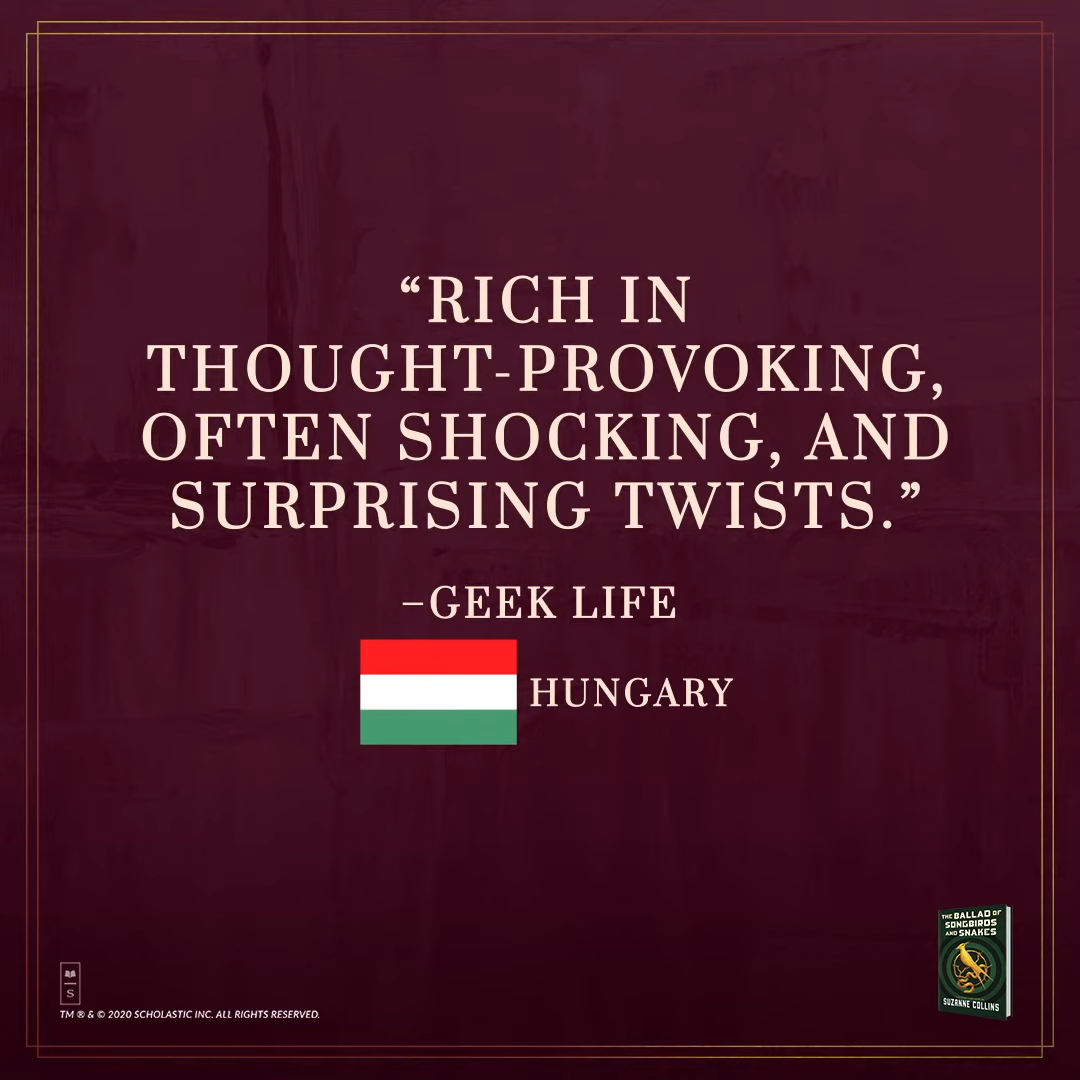 “RICH IN
THOUGHT-PROVOKING,
OFTEN SHOCKING, AND
SURPRISING TWISTS.”
–GEEK LIFE
HUNGARY
THE BALLAD OF
SONGBIRDS
AND SNAKES
SUZANNE COLLINS
S
TM ® & © 2020 SCHOLASTIC INC. ALL RIGHTS RESERVED.